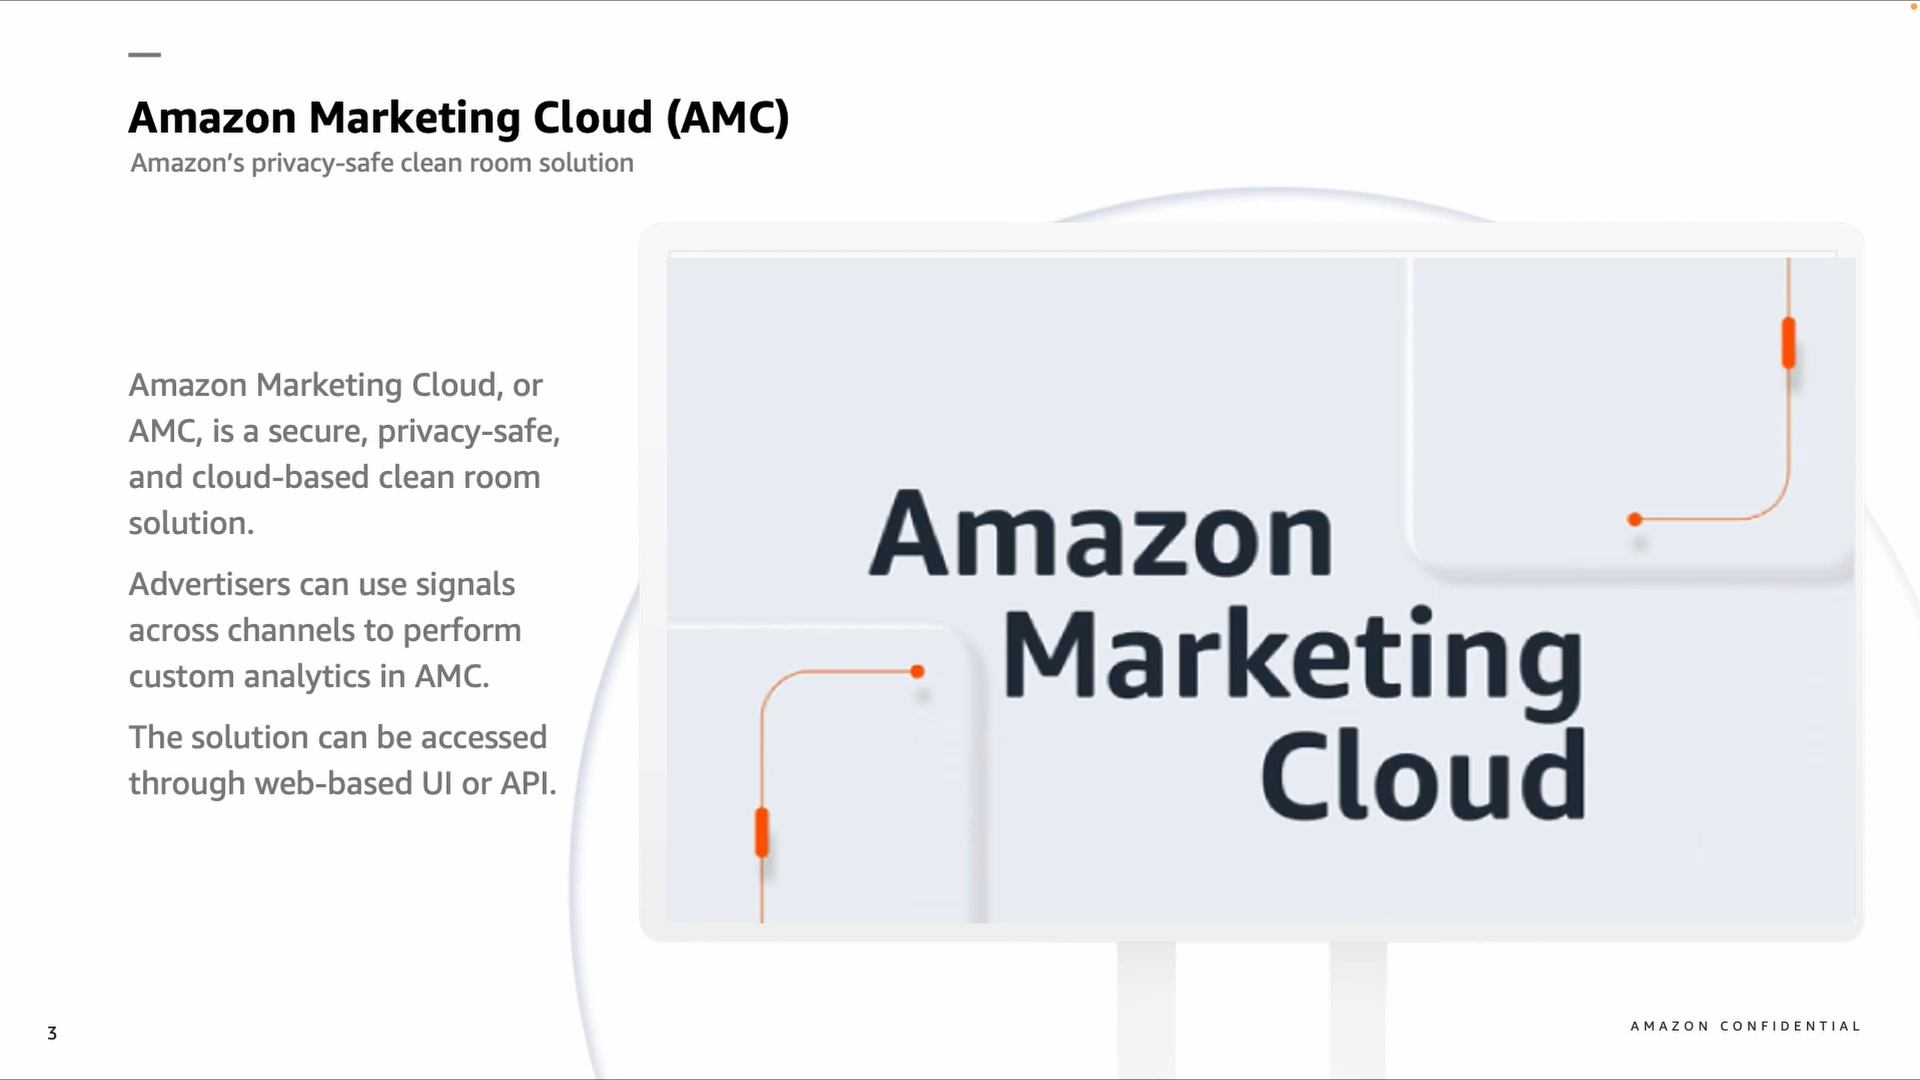 Amazon Marketing Cloud (AMC)
Amazon’s privacy-safe clean room solution
Amazon Marketing Cloud, or
AMC, is a secure, privacy-safe,
and cloud-based clean room
solution.
Advertisers can use signals
across channels to perform
custom analytics in AMC.
The solution can be accessed
through web-based UI or API.
Amazon
Marketing
Cloud
3
AMAZON CONFIDENTIAL